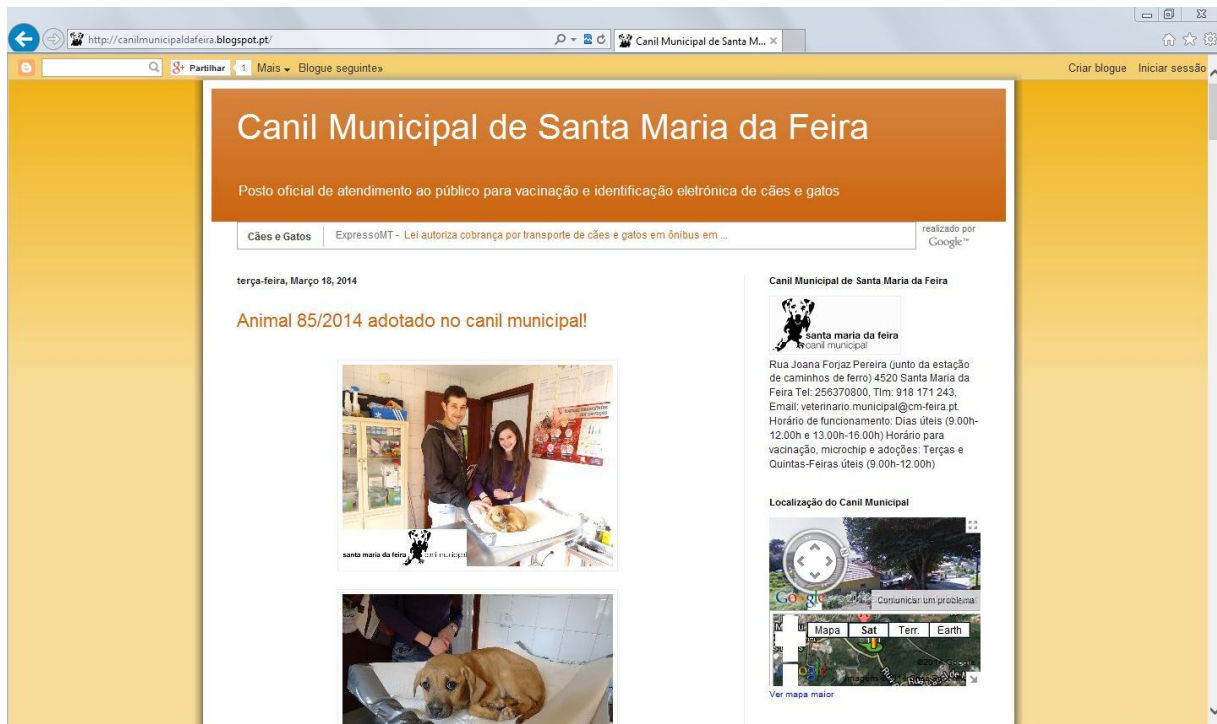 http://canilmunicipaldafeira.blogspot.pt/
Canil Municipal de Santa M...
Partilhar 1 Mais Blogue seguinte»
Criar blogue Iniciar sessão
Canil Municipal de Santa Maria da Feira
Posto oficial de atendimento ao público para vacinação e identificação eletrónica de cães e gatos
Cães e Gatos
ExpressoMT - Lei autoriza cobrança por transporte de cães e gatos em ônibus em ...
realizado por
Google™
terça-feira, Março 18, 2014
Animal 85/2014 adotado no canil municipal!
santa maria da feira canil municipal
Canil Municipal de Santa Maria da Feira
santa maria da feira
canil municipal
Rua Joana Forjaz Pereira (junto da estação
de caminhos de ferro) 4520 Santa Maria da
Feira Tel: 256370800, Tlm: 918 171 243,
Email: veterinario.municipal@cm-feira.pt.
Horário de funcionamento: Dias úteis (9.00h-
12.00h e 13.00h-16.00h) Horário para
vacinação, microchip e adoções: Terças e
Quintas-Feiras úteis (9.00h-12.00h)
Localização do Canil Municipal
Google
Comunicar um problema
Mapa Sat Terr. Earth
Ver mapa maior